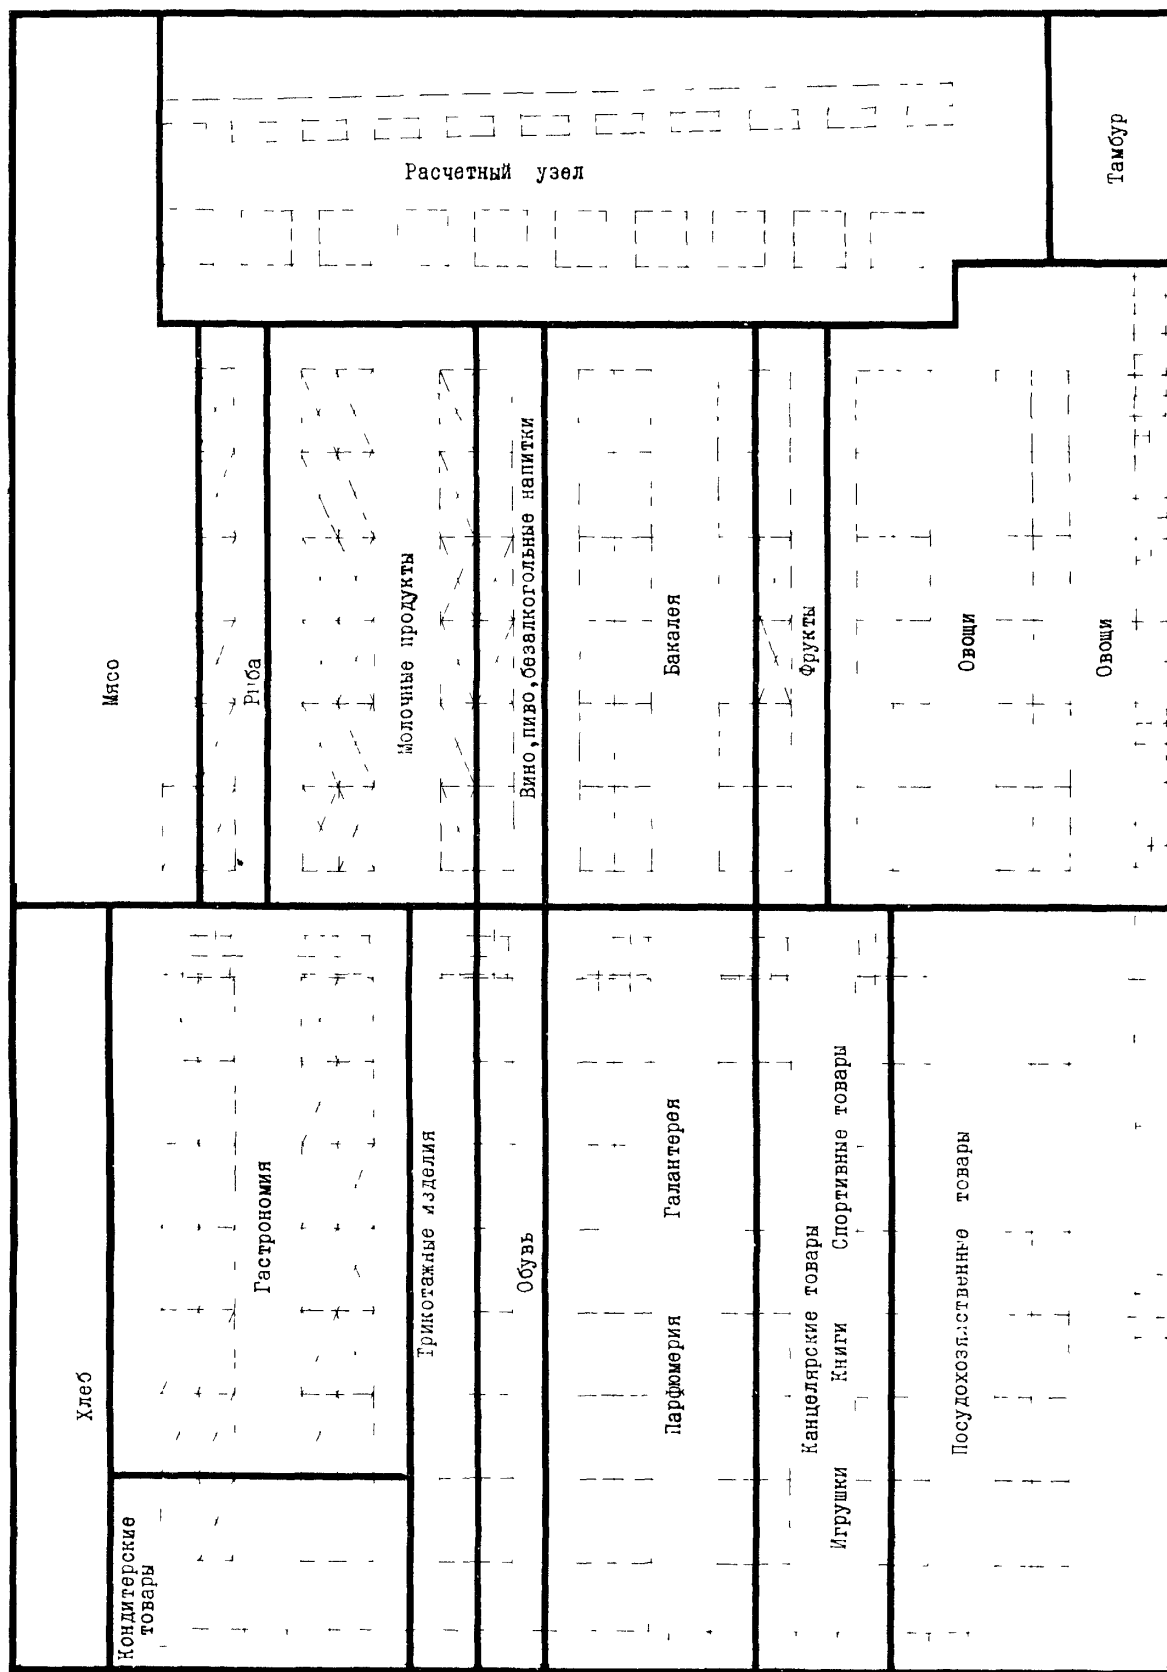 Расчетный узел
Тамбур
Мясо
Рыба
Молочные продукты
Вино,пиво,безалкогольные напитки
Бакалея
Фрукты
Овощи
Овощи
Хлеб
Кондитерские
товары
Гастрономия
Трикотажные изделия
Обувь
Парфюмерия Галантерея
Канцелярские товары
Игрушки Книги Спортивные товары
Посудохозяйственные товары